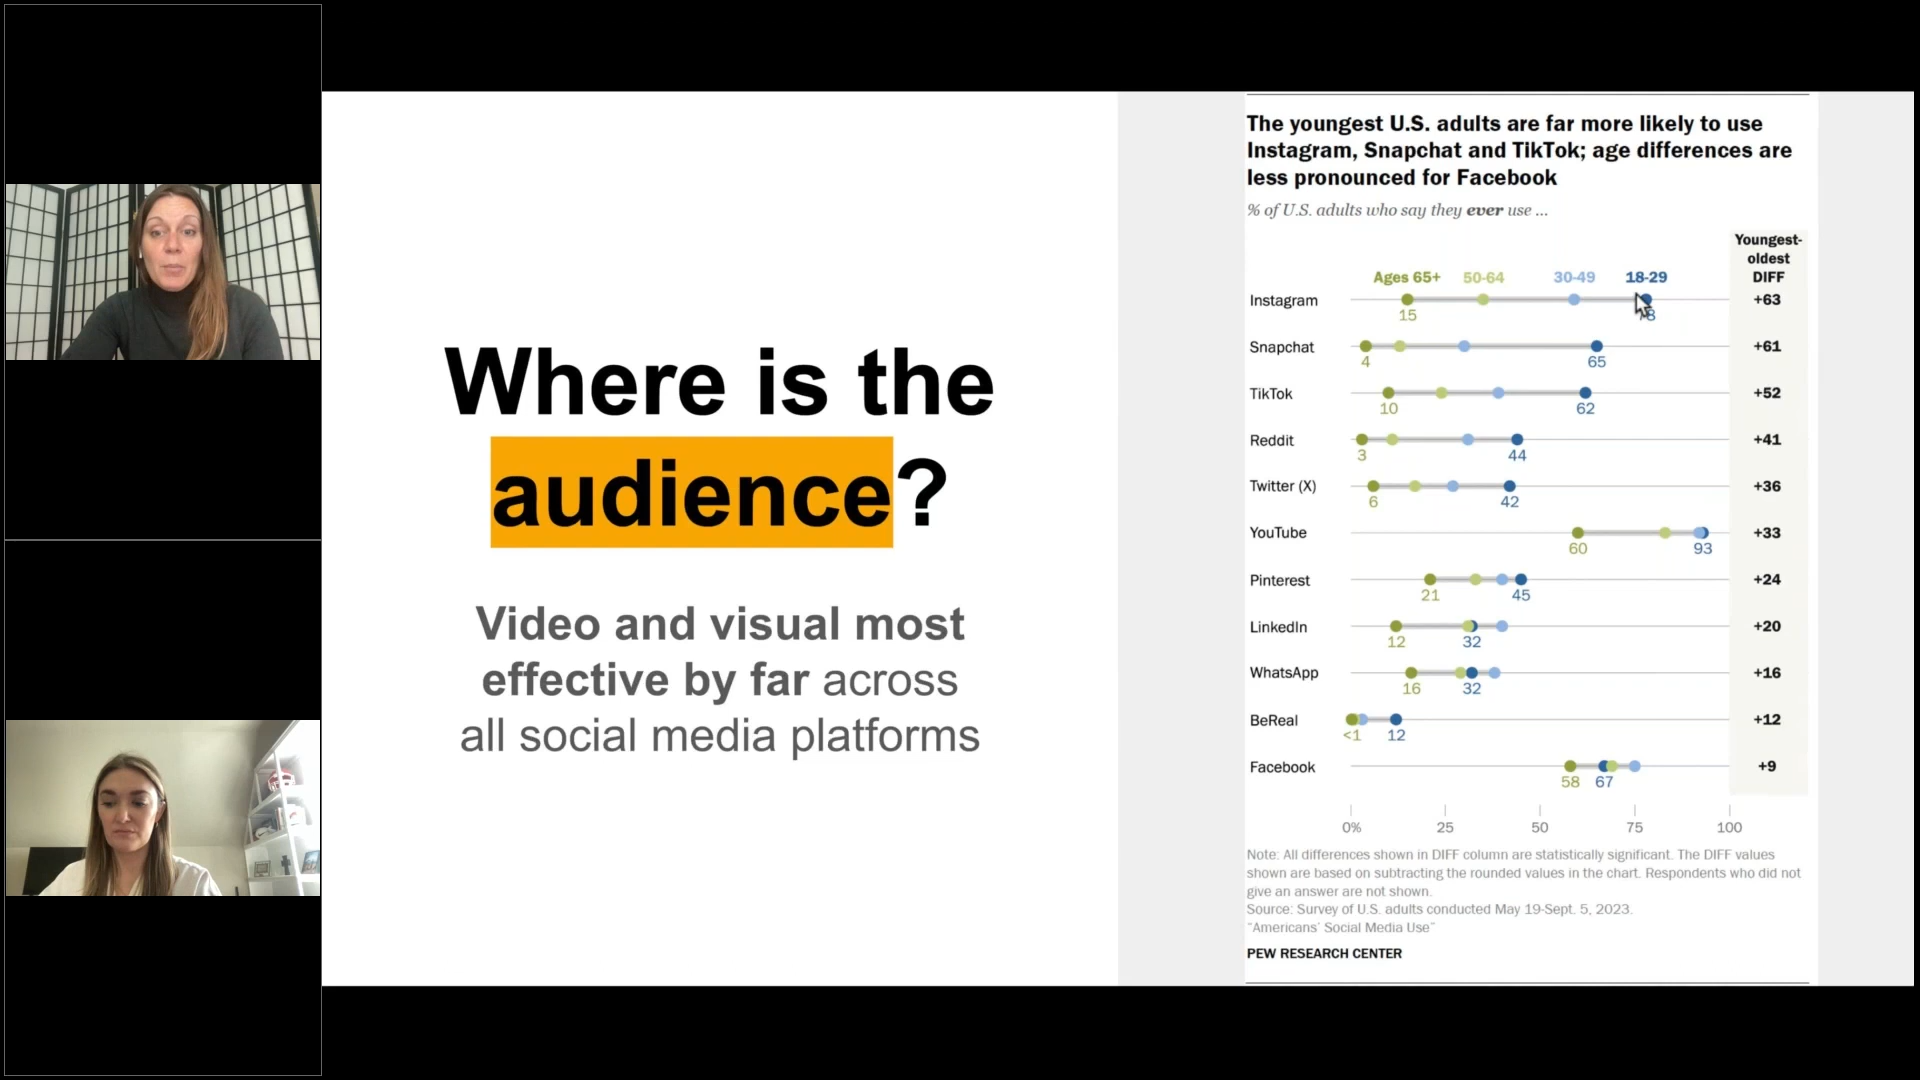 Where is the
audience?
Video and visual most
effective by far across
all social media platforms
The youngest U.S. adults are far more likely to use
Instagram, Snapchat and TikTok; age differences are
less pronounced for Facebook
% of U.S. adults who say they ever use ...
Youngest-
oldest
DIFF
Ages 65+ 50-64 30-49 18-29
Instagram +63
15 78
Snapchat +61
4 65
TikTok +52
10 62
Reddit +41
3 44
Twitter (X) +36
6 42
YouTube +33
60 93
Pinterest +24
21 45
LinkedIn +20
12 32
WhatsApp +16
16 32
BeReal +12
<1 12
Facebook +9
58 67
0% 25 50 75 100
Note: All differences shown in DIFF column are statistically significant. The DIFF values
shown are based on subtracting the rounded values in the chart. Respondents who did not
give an answer are not shown.
Source: Survey of U.S. adults conducted May 19-Sept. 5, 2023.
"Americans' Social Media Use"
PEW RESEARCH CENTER